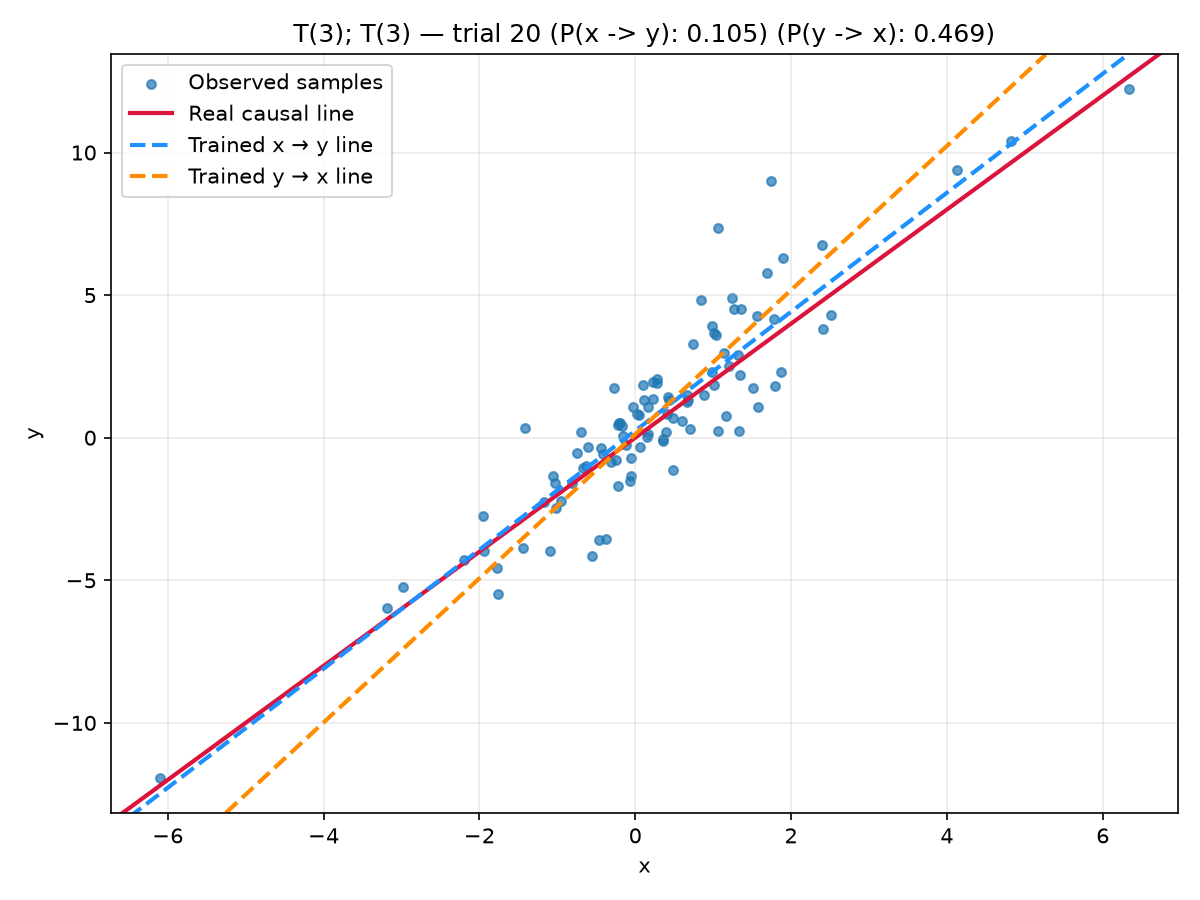 T(3); T(3) — trial 20 (P(x -> y): 0.105) (P(y -> x): 0.469)
Observed samples
Real causal line
Trained x → y line
Trained y → x line
10
5
0
−5
−10
y
−6 −4 −2 0 2 4 6
x